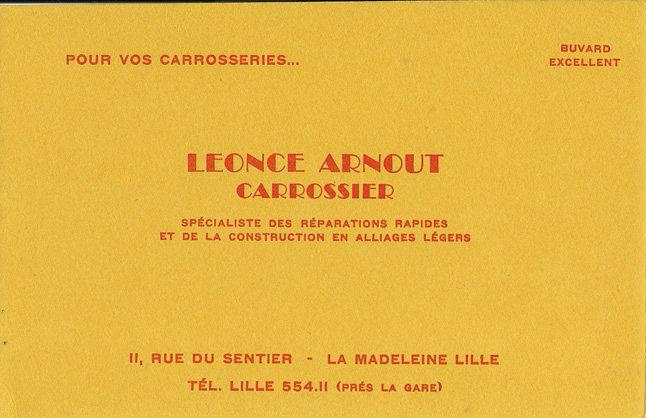 POUR VOS CARROSSERIES...
BUVARD
EXCELLENT
LEONCE ARNOUT
CARROSSIER
SPÉCIALISTE DES RÉPARATIONS RAPIDES
ET DE LA CONSTRUCTION EN ALLIAGES LÉGERS
11, RUE DU SENTIER - LA MADELEINE LILLE
TÉL. LILLE 554.11 (PRÉS LA GARE)